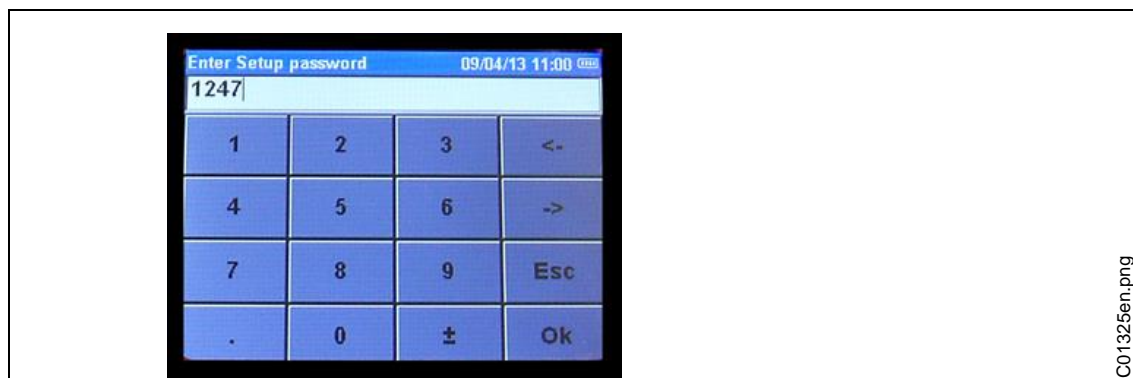 Enter Setup password 09/04/13 11:00
1247
1 2 3 <-
4 5 6 ->
7 8 9 Esc
. 0 ± Ok
C01325en.png